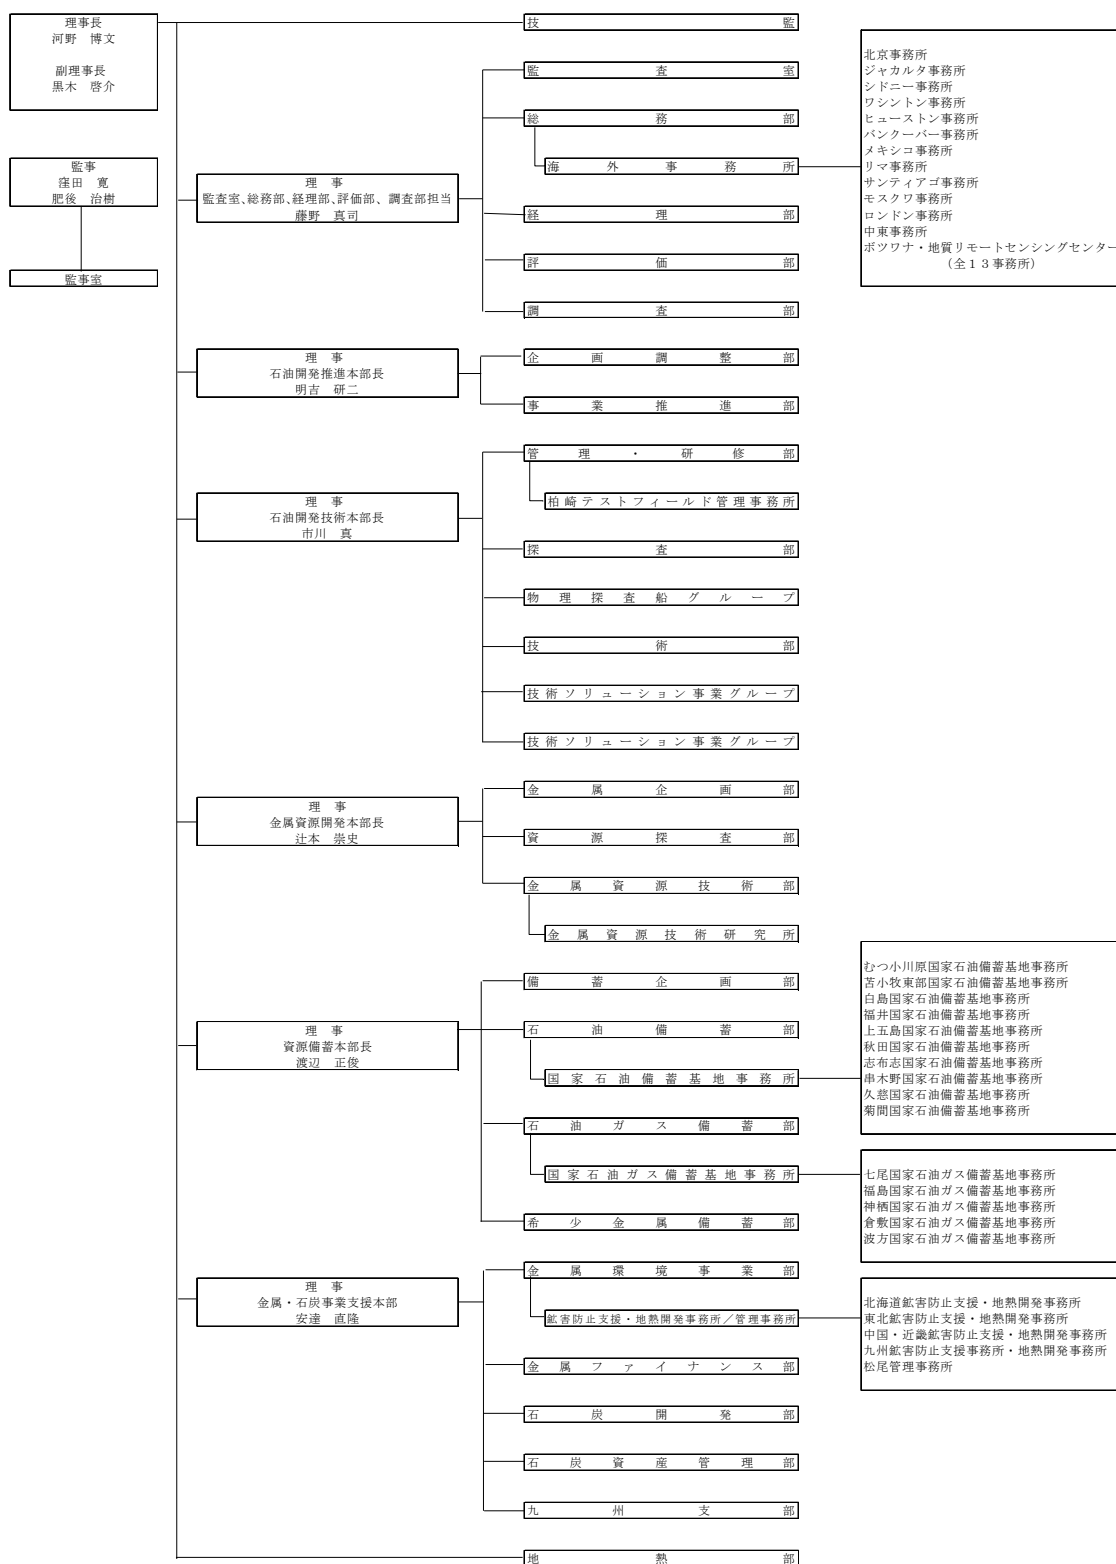 理事長
河野　博文
副理事長
黒木　啓介
監事
窪田　寛
肥後　治樹
監事室
技監
理　事
監査室、総務部、経理部、評価部、調査部担当
藤野　真司
監査室
総務部
海外事務所
経理部
評価部
調査部
北京事務所
ジャカルタ事務所
シドニー事務所
ワシントン事務所
ヒューストン事務所
バンクーバー事務所
メキシコ事務所
リマ事務所
サンティアゴ事務所
モスクワ事務所
ロンドン事務所
中東事務所
ボツワナ・地質リモートセンシングセンター
（全１３事務所）
理　事
石油開発推進本部長
明吉　研二
企画調整部
事業推進部
理　事
石油開発技術本部長
市川　真
管理・研修部
柏崎テストフィールド管理事務所
探査部
物理探査船グループ
技術部
技術ソリューション事業グループ
技術ソリューション事業グループ
理　事
金属資源開発本部長
辻本　崇史
金属企画部
資源探査部
金属資源技術部
金属資源技術研究所
理　事
資源備蓄本部長
渡辺　正俊
備蓄企画部
石油備蓄部
国家石油備蓄基地事務所
石油ガス備蓄部
国家石油ガス備蓄基地事務所
希少金属備蓄部
むつ小川原国家石油備蓄基地事務所
苫小牧東部国家石油備蓄基地事務所
白島国家石油備蓄基地事務所
福井国家石油備蓄基地事務所
上五島国家石油備蓄基地事務所
秋田国家石油備蓄基地事務所
志布志国家石油備蓄基地事務所
串木野国家石油備蓄基地事務所
久慈国家石油備蓄基地事務所
菊間国家石油備蓄基地事務所
七尾国家石油ガス備蓄基地事務所
福島国家石油ガス備蓄基地事務所
神栖国家石油ガス備蓄基地事務所
倉敷国家石油ガス備蓄基地事務所
波方国家石油ガス備蓄基地事務所
理　事
金属・石炭事業支援本部
安達　直隆
金属環境事業部
鉱害防止支援・地熱開発事務所／管理事務所
金属ファイナンス部
石炭開発部
石炭資産管理部
九州支部
北海道鉱害防止支援・地熱開発事務所
東北鉱害防止支援・地熱開発事務所
中国・近畿鉱害防止支援・地熱開発事務所
九州鉱害防止支援事務所・地熱開発事務所
松尾管理事務所
地熱部